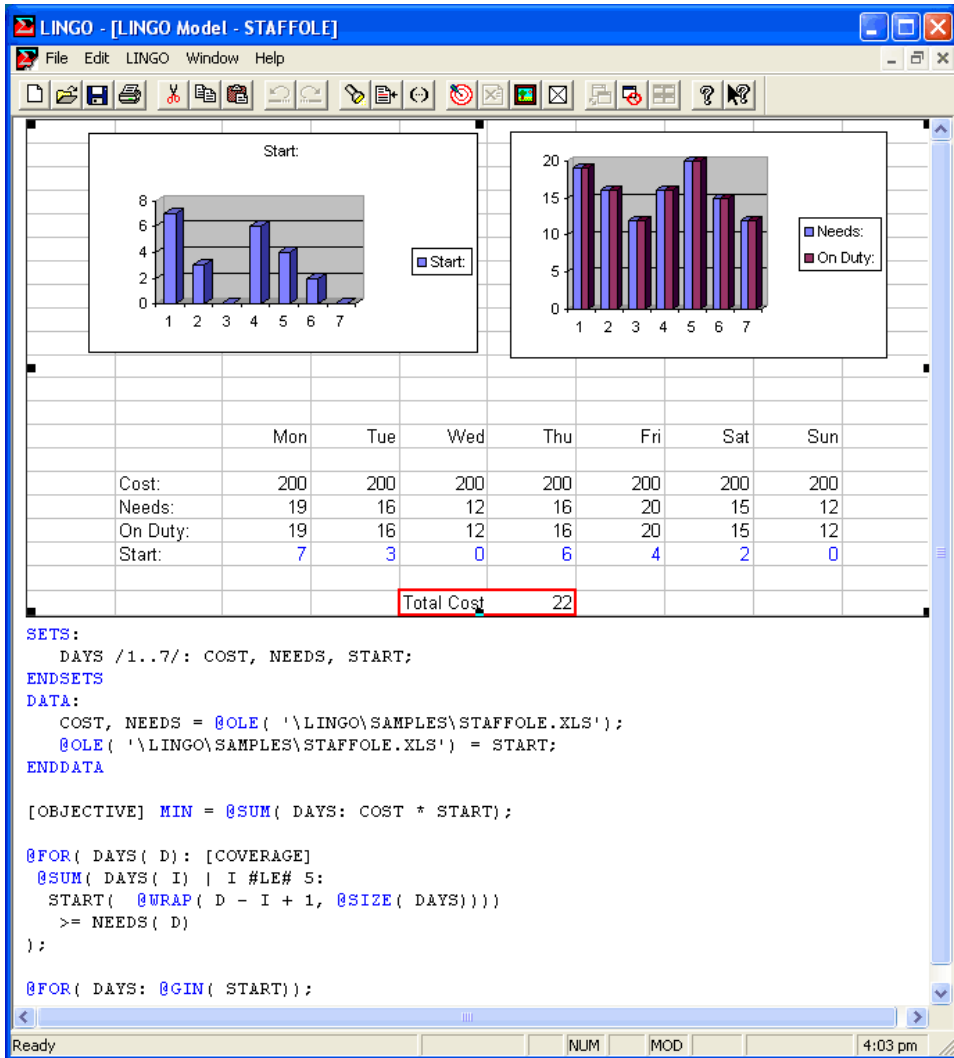 LINGO - [LINGO Model - STAFFOLE]
File Edit LINGO Window Help
Start:
8
6
4
2
0
1 2 3 4 5 6 7
Start:
20
15
10
5
0
1 2 3 4 5 6 7
Needs:
On Duty:
Mon Tue Wed Thu Fri Sat Sun
Cost: 200 200 200 200 200 200 200
Needs: 19 16 12 16 20 15 12
On Duty: 19 16 12 16 20 15 12
Start: 7 3 0 6 4 2 0
Total Cost 22
SETS:
DAYS /1..7/: COST, NEEDS, START;
ENDSETS
DATA:
COST, NEEDS = @OLE( '\LINGO\SAMPLES\STAFFOLE.XLS');
@OLE( '\LINGO\SAMPLES\STAFFOLE.XLS') = START;
ENDDATA
[OBJECTIVE] MIN = @SUM( DAYS: COST * START);
@FOR( DAYS( D): [COVERAGE]
@SUM( DAYS( I) | I #LE# 5:
START( @WRAP( D - I + 1, @SIZE( DAYS))))
>= NEEDS( D)
);
@FOR( DAYS: @GIN( START));
Ready NUM MOD 4:03 pm